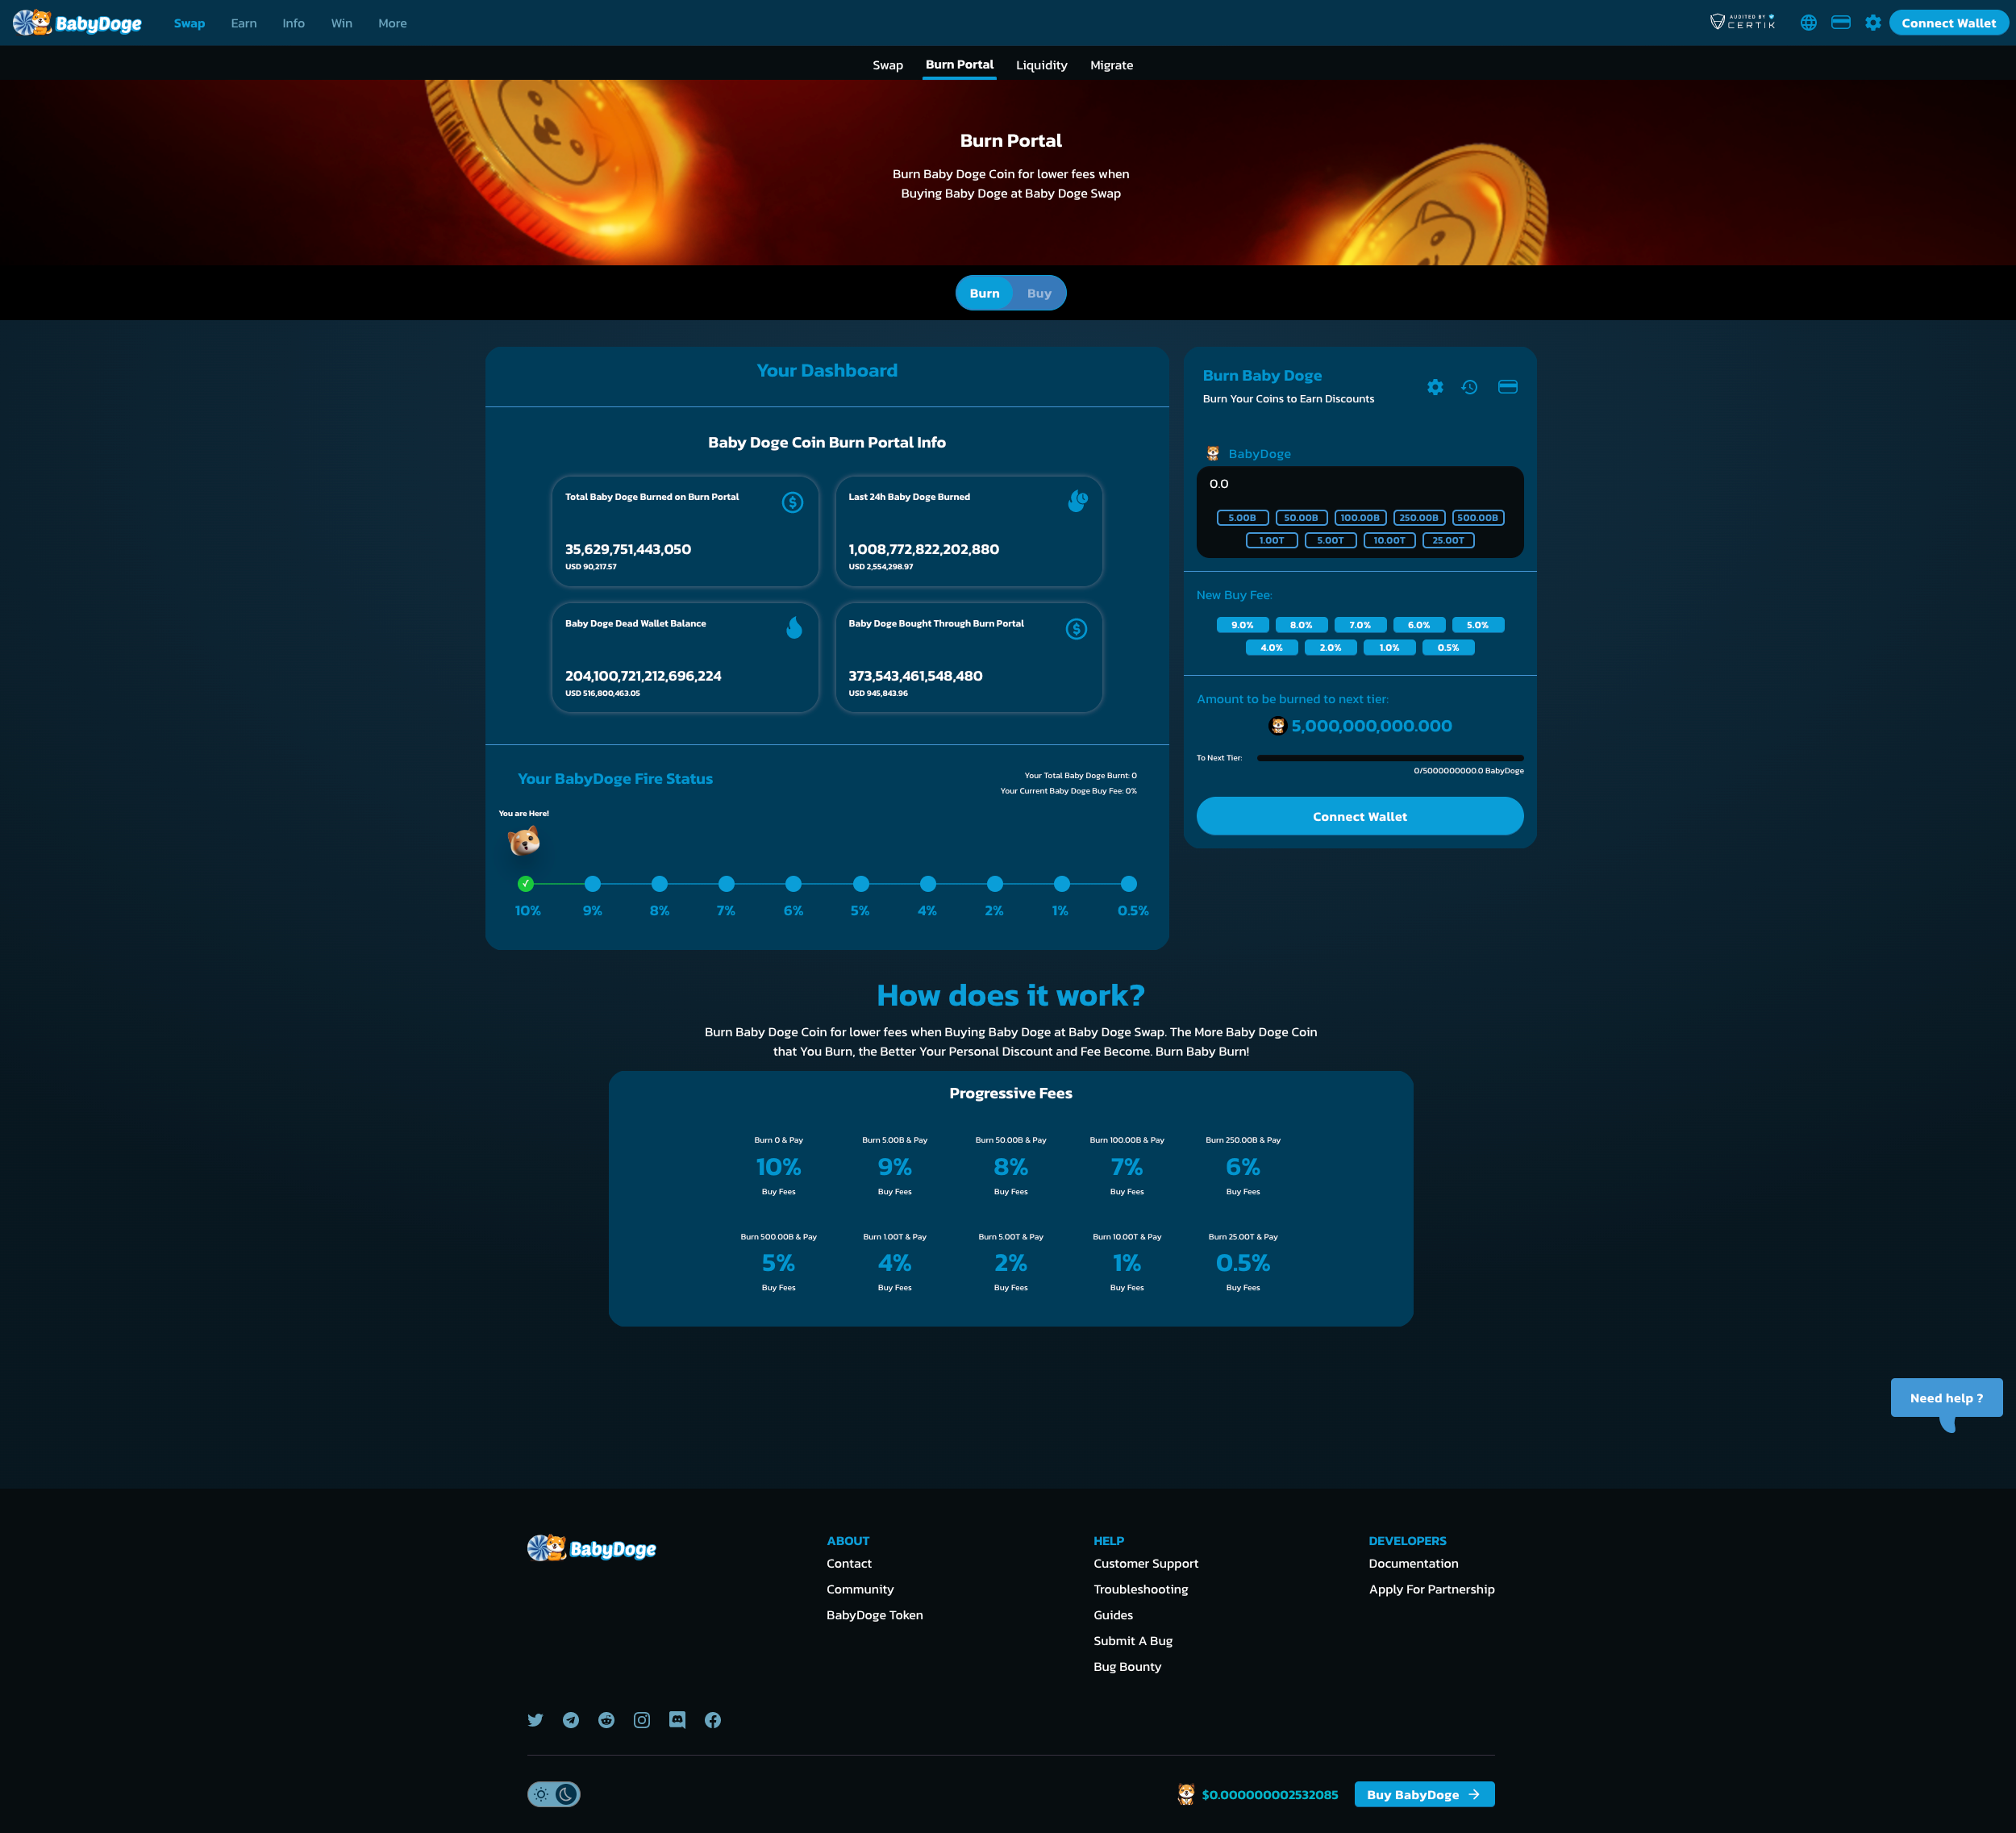 BabyDoge
Swap
Earn
Info
Win
More
AUDITED BY
CERTIK
Connect Wallet
Swap
Burn Portal
Liquidity
Migrate
Burn Portal
Burn Baby Doge Coin for lower fees when
Buying Baby Doge at Baby Doge Swap
Burn
Buy
Your Dashboard
Baby Doge Coin Burn Portal Info
Total Baby Doge Burned on Burn Portal
35,629,751,443,050
USD 90,217.57
Last 24h Baby Doge Burned
1,008,772,822,202,880
USD 2,554,298.97
Baby Doge Dead Wallet Balance
204,100,721,212,696,224
USD 516,800,463.05
Baby Doge Bought Through Burn Portal
373,543,461,548,480
USD 945,843.96
Your BabyDoge Fire Status
Your Total Baby Doge Burnt: 0
Your Current Baby Doge Buy Fee: 0%
You are Here!
10% 9% 8% 7% 6% 5% 4% 2% 1% 0.5%
Burn Baby Doge
Burn Your Coins to Earn Discounts
BabyDoge
0.0
5.00B 50.00B 100.00B 250.00B 500.00B
1.00T 5.00T 10.00T 25.00T
New Buy Fee:
9.0% 8.0% 7.0% 6.0% 5.0%
4.0% 2.0% 1.0% 0.5%
Amount to be burned to next tier:
5,000,000,000.000
To Next Tier:
0/5000000000.0 BabyDoge
Connect Wallet
How does it work?
Burn Baby Doge Coin for lower fees when Buying Baby Doge at Baby Doge Swap. The More Baby Doge Coin
that You Burn, the Better Your Personal Discount and Fee Become. Burn Baby Burn!
Progressive Fees
Burn 0 & Pay
10%
Buy Fees
Burn 5.00B & Pay
9%
Buy Fees
Burn 50.00B & Pay
8%
Buy Fees
Burn 100.00B & Pay
7%
Buy Fees
Burn 250.00B & Pay
6%
Buy Fees
Burn 500.00B & Pay
5%
Buy Fees
Burn 1.00T & Pay
4%
Buy Fees
Burn 5.00T & Pay
2%
Buy Fees
Burn 10.00T & Pay
1%
Buy Fees
Burn 25.00T & Pay
0.5%
Buy Fees
Need help ?
BabyDoge
ABOUT
Contact
Community
BabyDoge Token
HELP
Customer Support
Troubleshooting
Guides
Submit A Bug
Bug Bounty
DEVELOPERS
Documentation
Apply For Partnership
$0.000000002532085
Buy BabyDoge